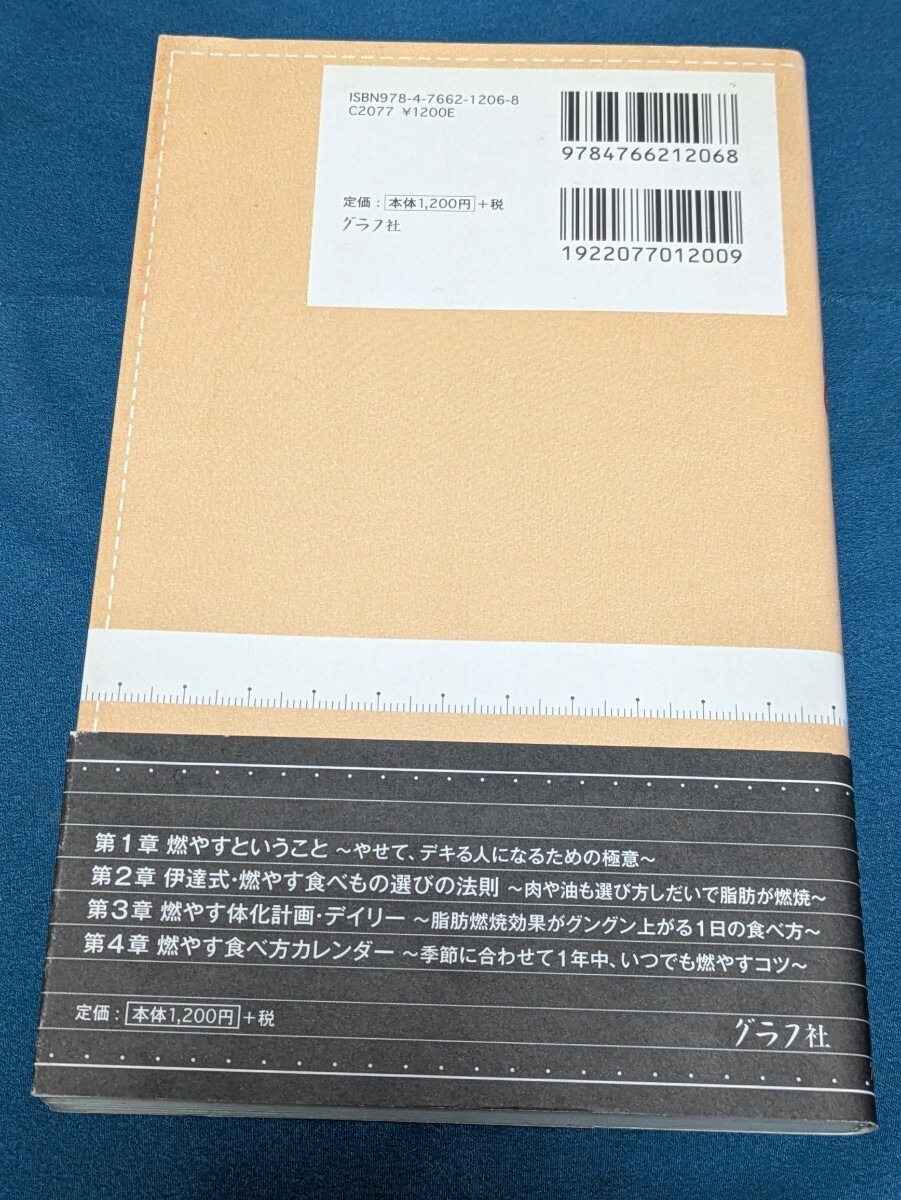 ISBN978-4-7662-1206-8
C2077 ¥1200E
9784766212068
定価：本体1,200円+税
グラフ社
1922077012009
第1章 燃やすということ ～やせて、デキる人になるための極意～
第2章 伊達式・燃やす食べもの選びの法則 ～肉や油も選び方しだいで脂肪が燃焼～
第3章 燃やす体化計画・デイリー ～脂肪燃焼効果がグングン上がる1日の食べ方～
第4章 燃やす食べ方カレンダー ～季節に合わせて1年中、いつでも燃やすコツ～
定価：本体1,200円+税
グラフ社